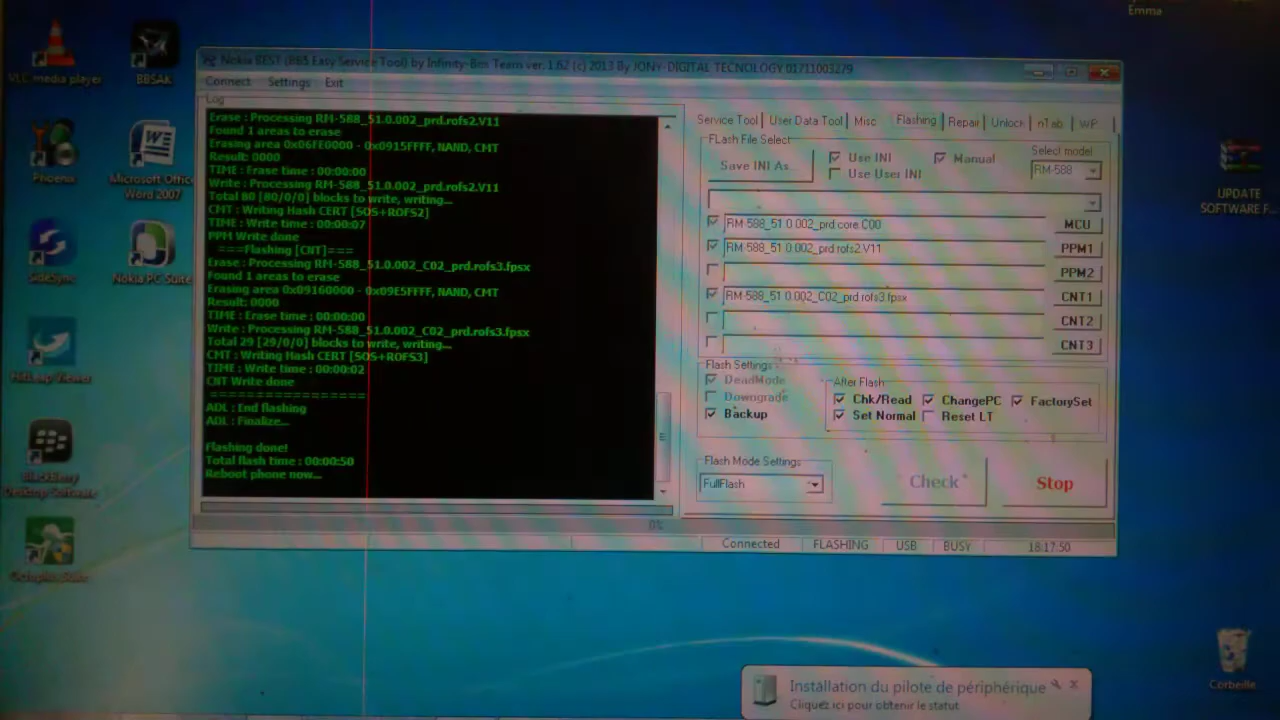 Emma
VLC media player
BBSAK
Phoenix
Microsoft Office
Word 2007
SideSync
Nokia PC Suite
BlackBerry
Desktop Software
UPDATE
SOFTWARE F...
Corbeille
Nokia BEST (BB5 Easy Service Tool) by Infinity-Box Team ver. 1.62 (c) 2013 By JONY-DIGITAL TECNOLOGY 01711003279
Connect Settings Exit
Log
Erase : Processing RM-588_51.0.002_prd.rofs2.V11
Found 1 areas to erase
Erasing area 0x06FE0000 - 0x0915FFFF, NAND, CMT
Result: 0000
TIME : Erase time : 00:00:00
Write : Processing RM-588_51.0.002_prd.rofs2.V11
Total 80 [80/0/0] blocks to write, writing...
CMT : Writing Hash CERT [SOS+ROFS2]
TIME : Write time : 00:00:07
PPM Write done
===Flashing [CNT]===
Erase : Processing RM-588_51.0.002_C02_prd.rofs3.fpsx
Found 1 areas to erase
Erasing area 0x09160000 - 0x09E5FFFF, NAND, CMT
Result: 0000
TIME : Erase time : 00:00:00
Write : Processing RM-588_51.0.002_C02_prd.rofs3.fpsx
Total 29 [29/0/0] blocks to write, writing...
CMT : Writing Hash CERT [SOS+ROFS3]
TIME : Write time : 00:00:02
CNT Write done
=================
ADL : End flashing
ADL : Finalize...
Flashing done!
Total flash time : 00:00:50
Reboot phone now...
Service Tool User Data Tool Misc Flashing Repair Unlock nTab WP
FLash File Select
Save INI As
Use INI
Use User INI
Manual
Select model
RM-588
RM-588_51.0.002_prd.core.C00 MCU
RM-588_51.0.002_prd.rofs2.V11 PPM1
PPM2
RM-588_51.0.002_C02_prd.rofs3.fpsx CNT1
CNT2
CNT3
Flash Settings
DeadMode
Downgrade
Backup
After Flash
Chk/Read ChangePC FactorySet
Set Normal Reset LT
Flash Mode Settings
FullFlash
Check
Stop
0%
Connected FLASHING USB BUSY 18:17:50
Installation du pilote de périphérique
Cliquez ici pour obtenir le statut